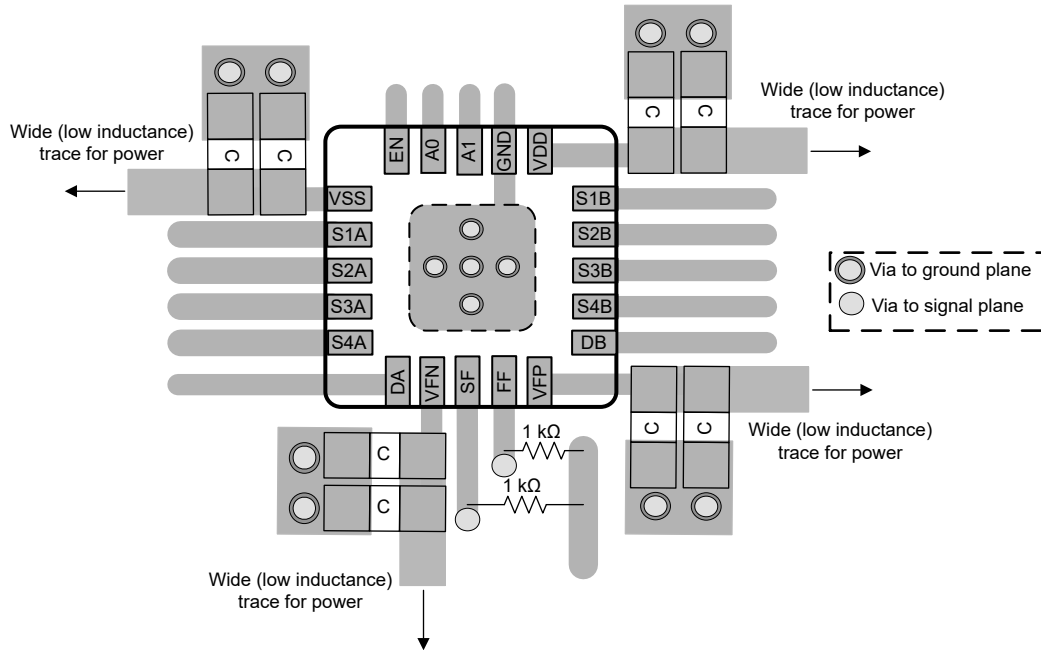 Wide (low inductance)
trace for power
C
C
C
C
Wide (low inductance)
trace for power
EN
A0
A1
GND
VDD
VSS
S1A
S2A
S3A
S4A
S1B
S2B
S3B
S4B
DB
DA
VFN
SF
FF
VFP
Via to ground plane
Via to signal plane
C
C
Wide (low inductance)
trace for power
1 kΩ
1 kΩ
C
C
Wide (low inductance)
trace for power